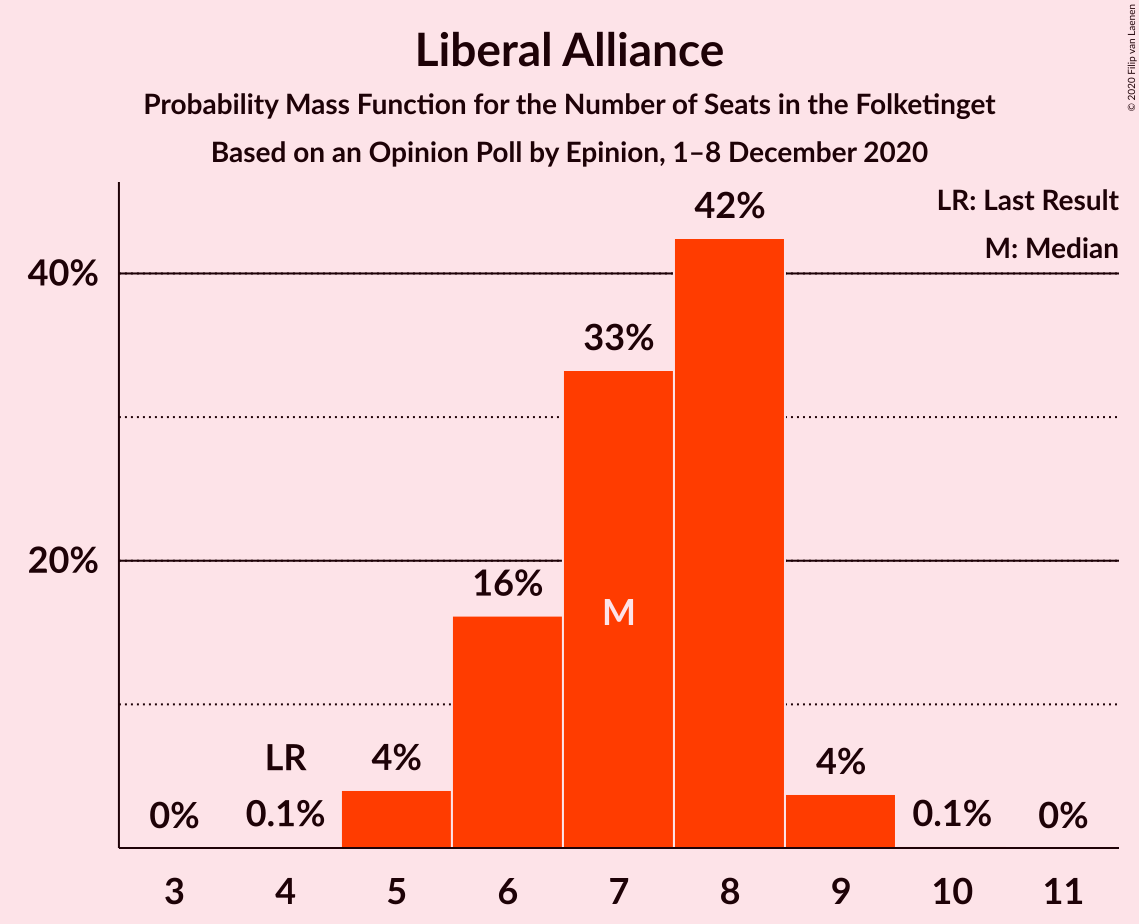 Liberal Alliance
Probability Mass Function for the Number of Seats in the Folketinget
Based on an Opinion Poll by Epinion, 1–8 December 2020
© 2020 Filip van Laenen
LR: Last Result
M: Median
40%
20%
0%
LR
0.1%
4%
16%
33%
M
42%
4%
0.1%
0%
3 4 5 6 7 8 9 10 11